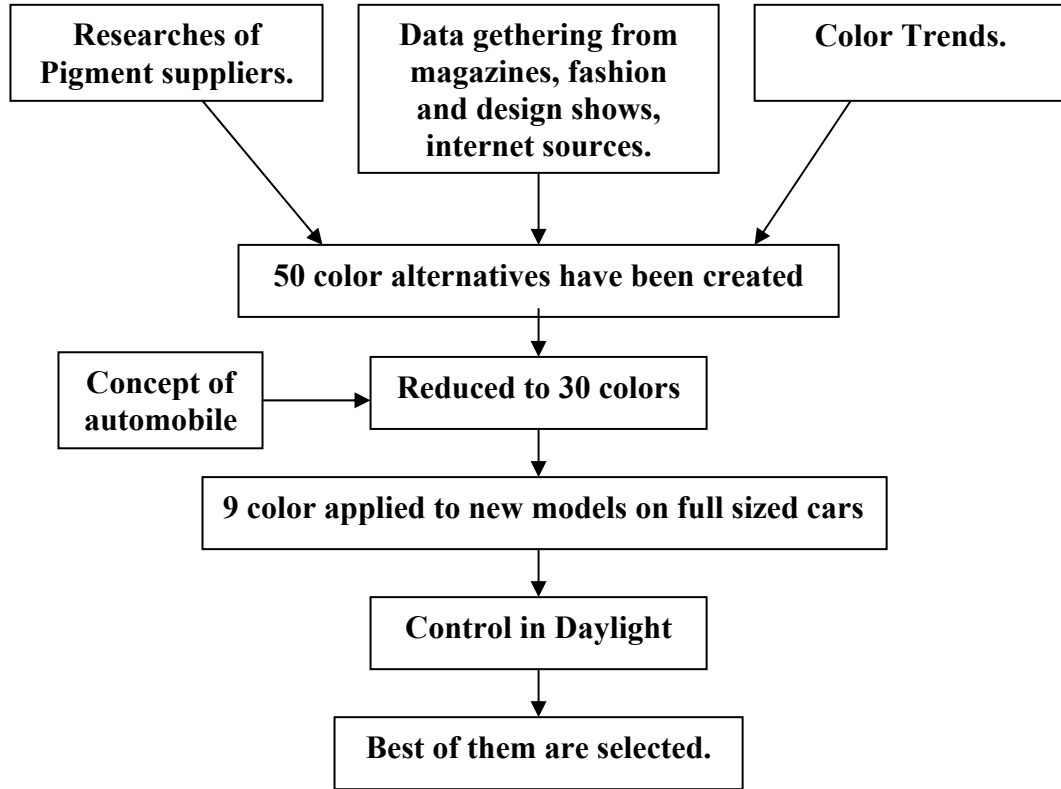 Researches of
Pigment suppliers.
Data gethering from
magazines, fashion
and design shows,
internet sources.
Color Trends.
50 color alternatives have been created
Concept of
automobile
Reduced to 30 colors
9 color applied to new models on full sized cars
Control in Daylight
Best of them are selected.